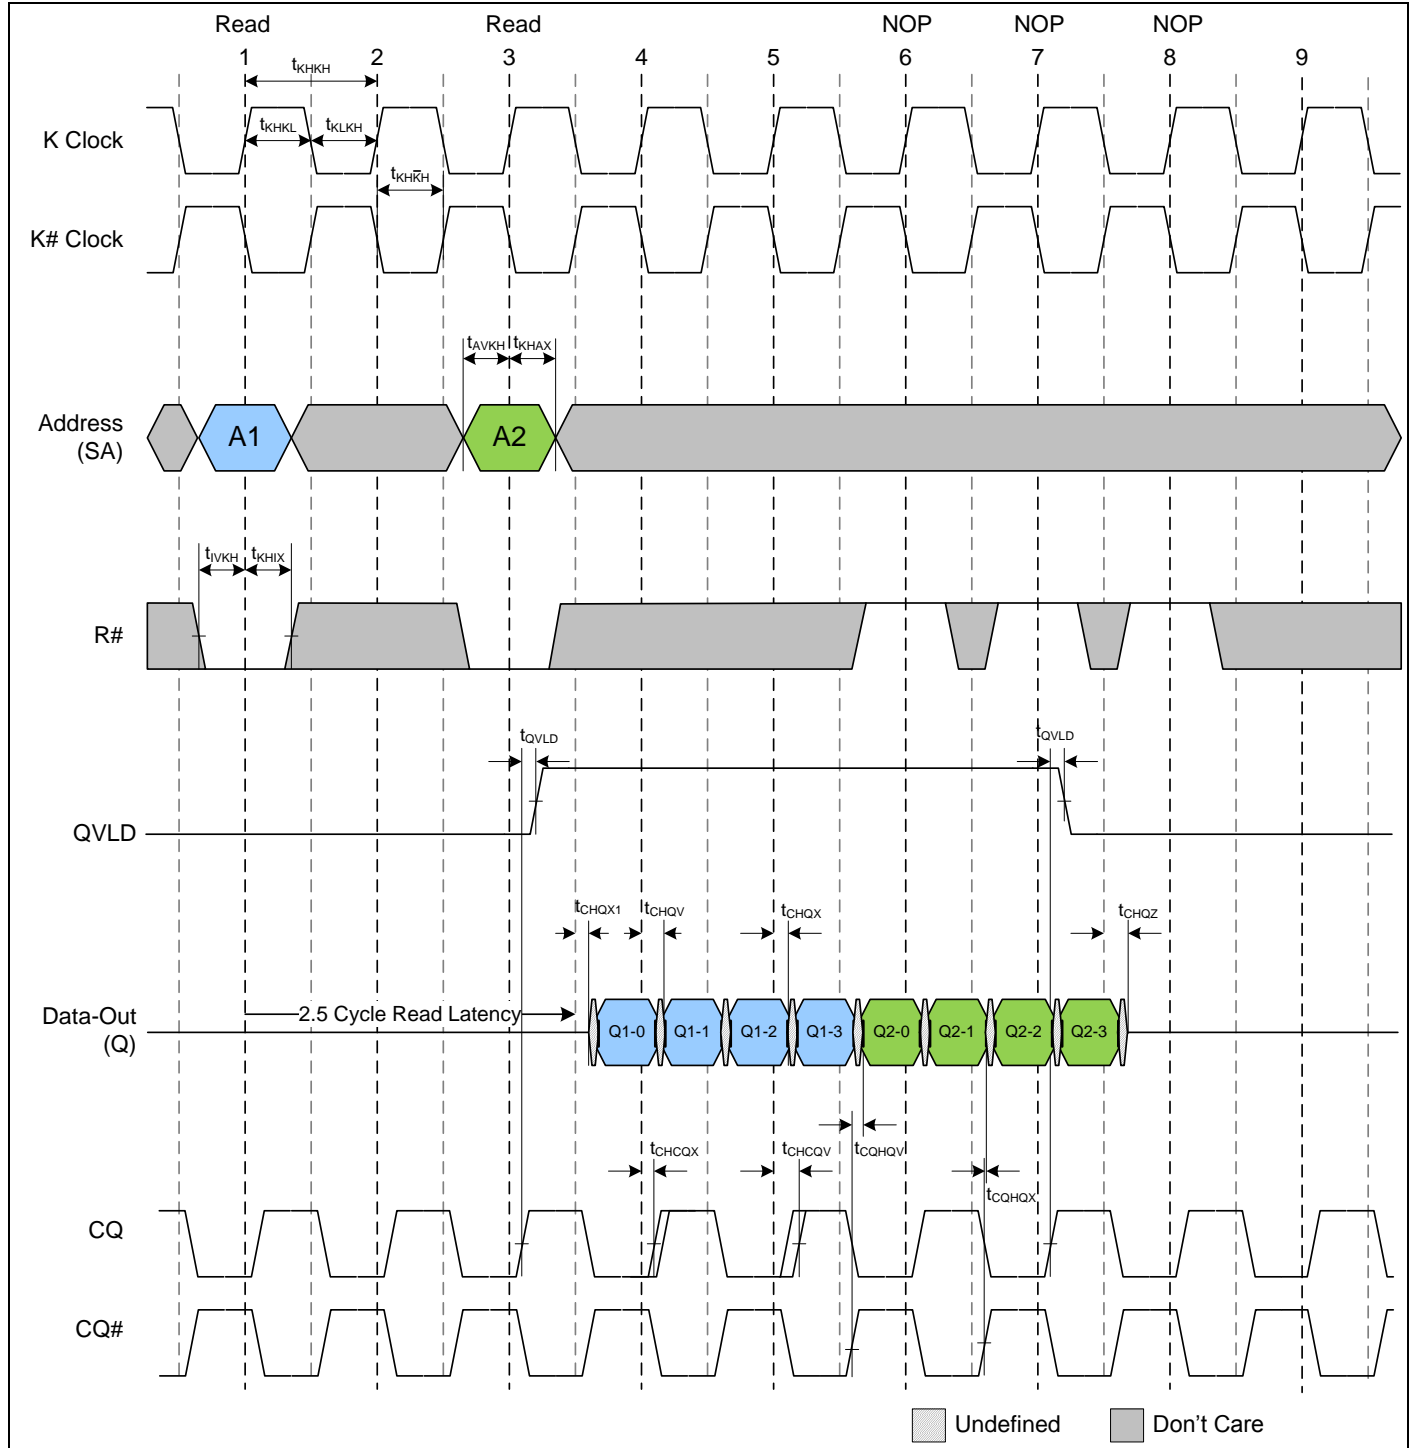 Read Read NOP NOP NOP
1 2 3 4 5 6 7 8 9
tKHKH
K Clock
tKHKL tKLKH
tKHK̄H
K# Clock
tAVKH tKHAX
Address
(SA)
A1 A2
tIVKH tKHIX
R#
tQVLD tQVLD
QVLD
tCHQX1 tCHQV tCHQX tCHQZ
Data-Out
(Q)
2.5 Cycle Read Latency
Q1-0 Q1-1 Q1-2 Q1-3 Q2-0 Q2-1 Q2-2 Q2-3
tCHCQX tCHCQV tCQHQV
tCQHQX
CQ
CQ#
Undefined Don't Care